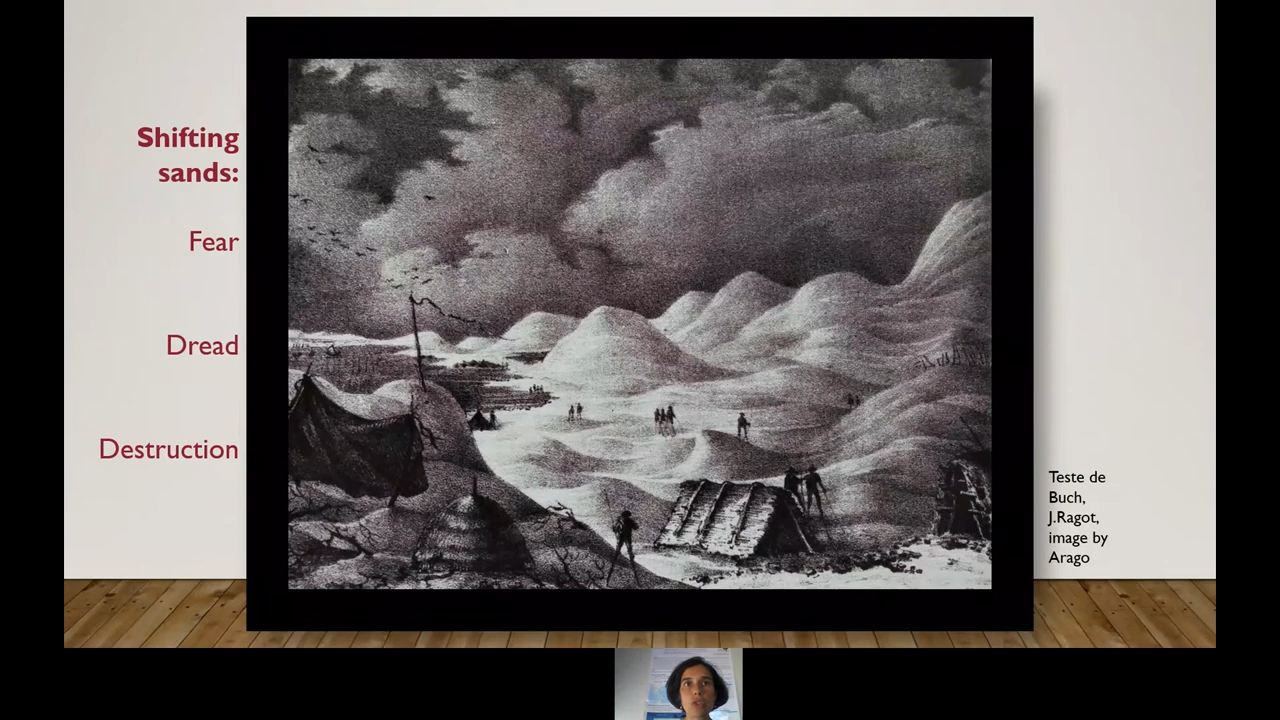 Shifting
sands:
Fear
Dread
Destruction
Teste de
Buch,
J.Ragot,
image by
Arago